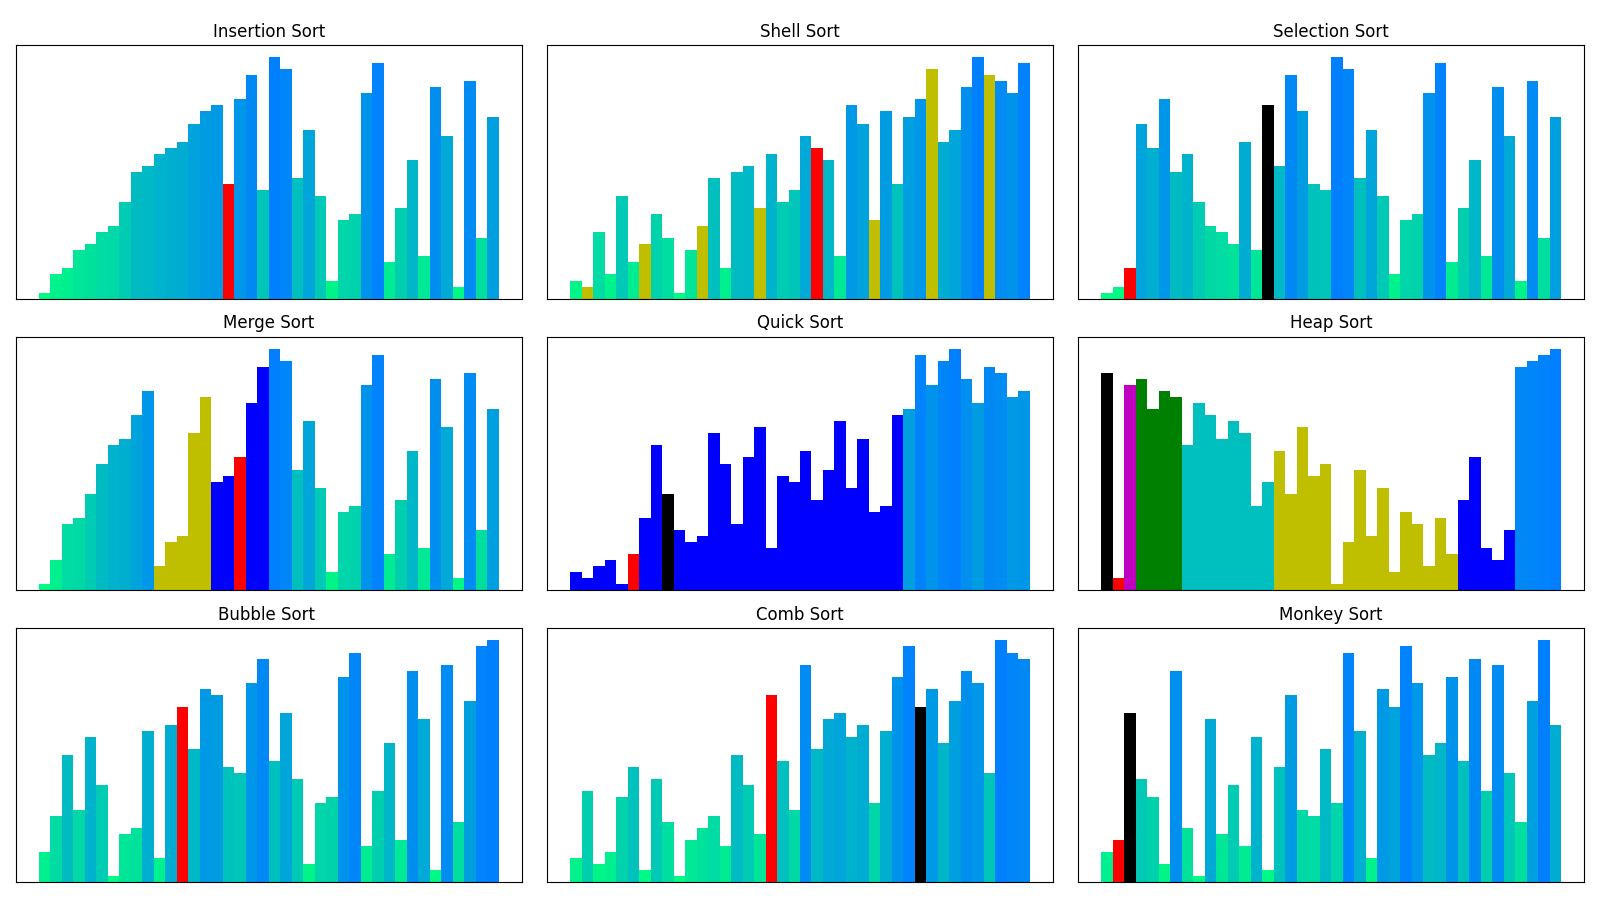 Insertion Sort
Shell Sort
Selection Sort
Merge Sort
Quick Sort
Heap Sort
Bubble Sort
Comb Sort
Monkey Sort